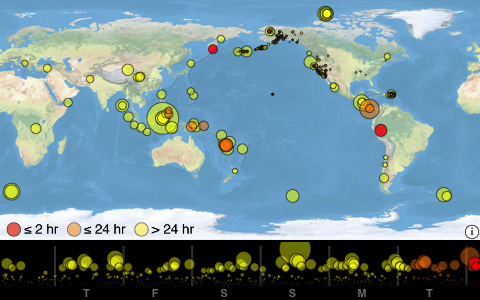 ≤ 2 hr ≤ 24 hr > 24 hr i
T F S S M T